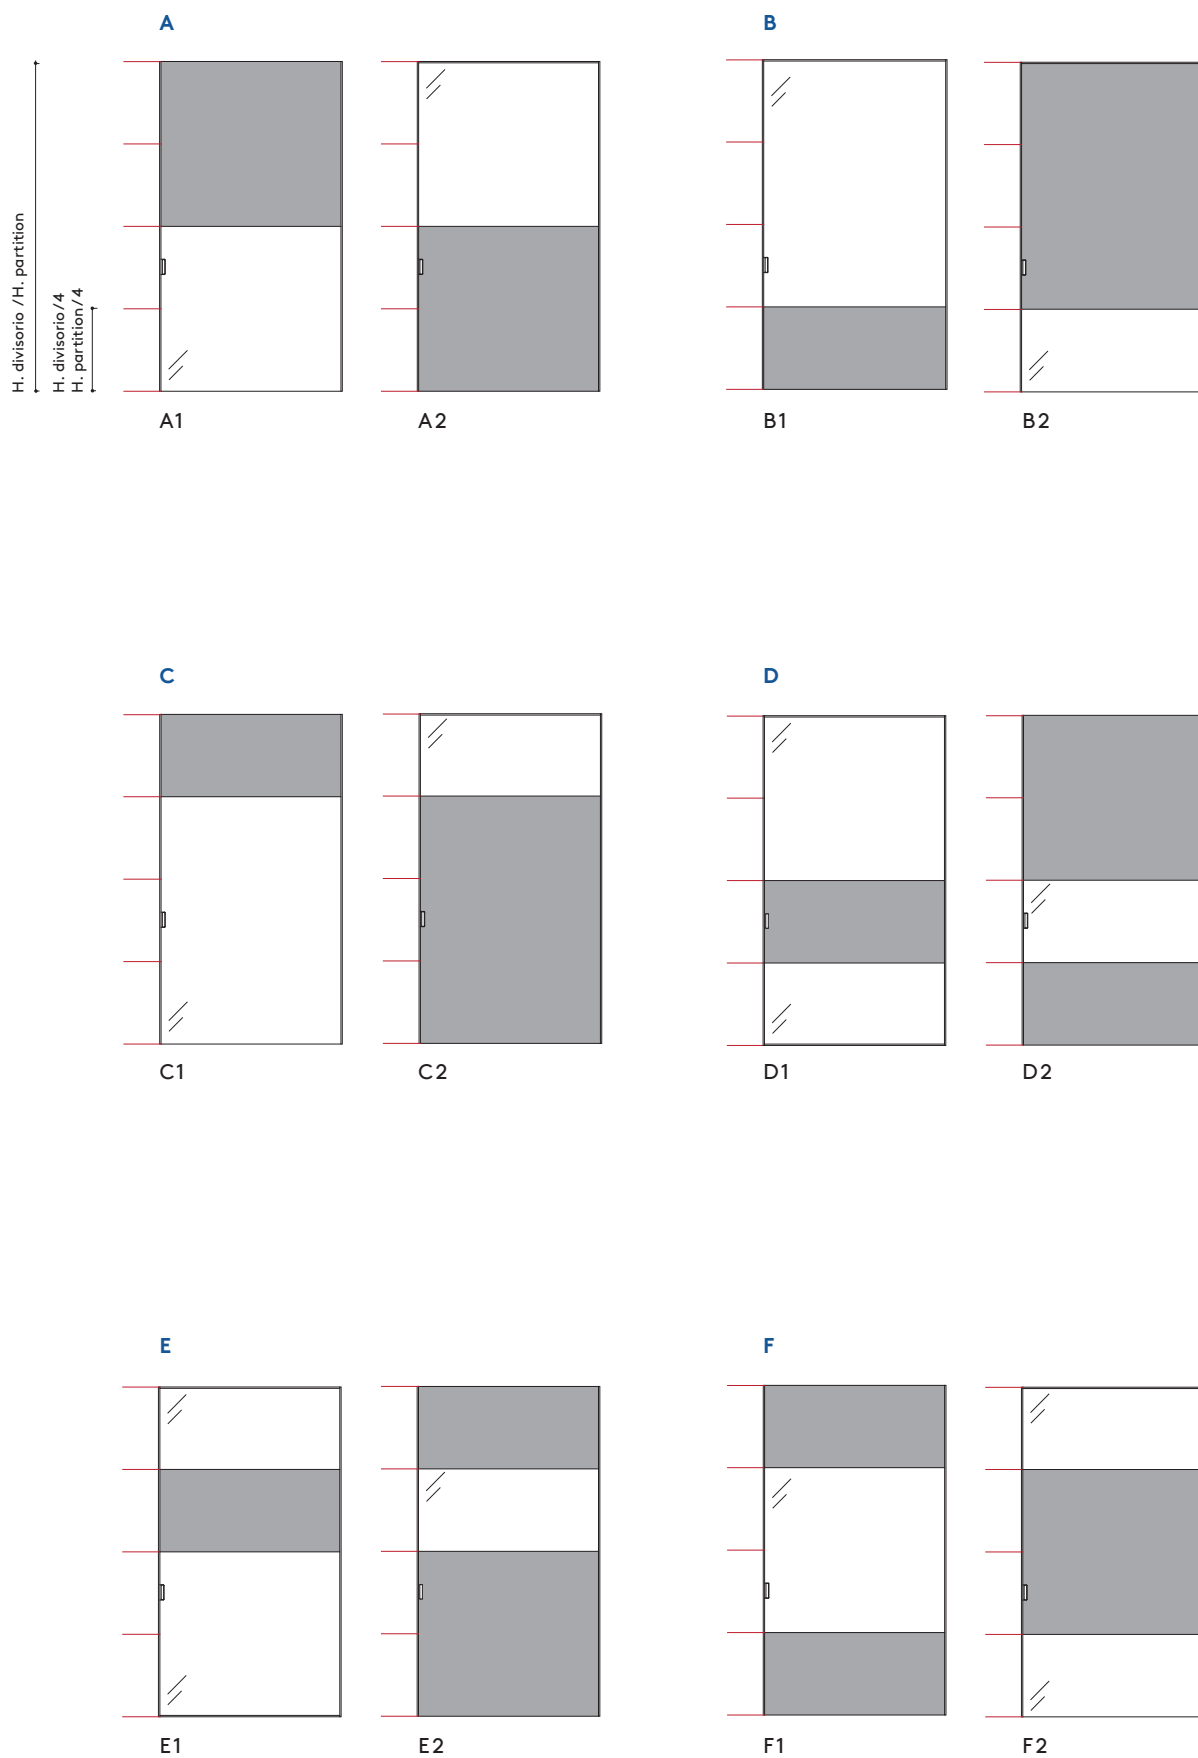 A
B
H. divisorio /H. partition
H. divisorio/4
H. partition/4
A1
A2
B1
B2
C
D
C1
C2
D1
D2
E
F
E1
E2
F1
F2